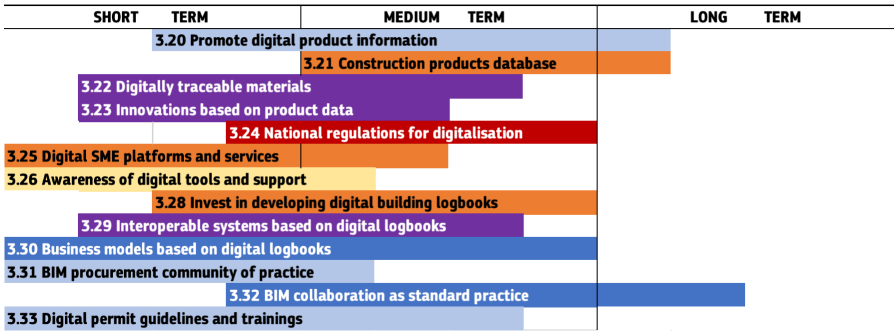 SHORT TERM MEDIUM TERM LONG TERM
3.20 Promote digital product information
3.21 Construction products database
3.22 Digitally traceable materials
3.23 Innovations based on product data
3.24 National regulations for digitalisation
3.25 Digital SME platforms and services
3.26 Awareness of digital tools and support
3.28 Invest in developing digital building logbooks
3.29 Interoperable systems based on digital logbooks
3.30 Business models based on digital logbooks
3.31 BIM procurement community of practice
3.32 BIM collaboration as standard practice
3.33 Digital permit guidelines and trainings